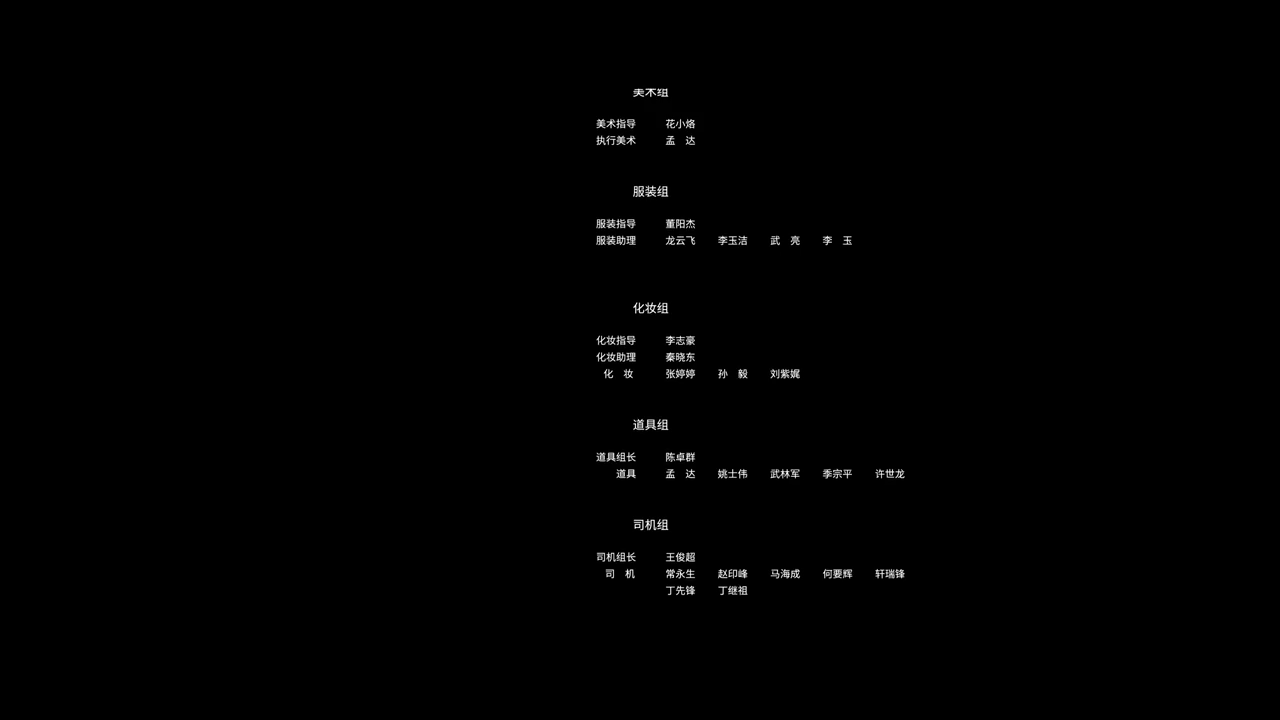 美术组
美术指导 花小烙
执行美术 孟 达
服装组
服装指导 董阳杰
服装助理 龙云飞 李玉洁 武 亮 李 玉
化妆组
化妆指导 李志豪
化妆助理 秦晓东
化 妆 张婷婷 孙 毅 刘紫娓
道具组
道具组长 陈卓群
道具 孟 达 姚士伟 武林军 季宗平 许世龙
司机组
司机组长 王俊超
司 机 常永生 赵印峰 马海成 何要辉 轩瑞锋
丁先锋 丁继祖